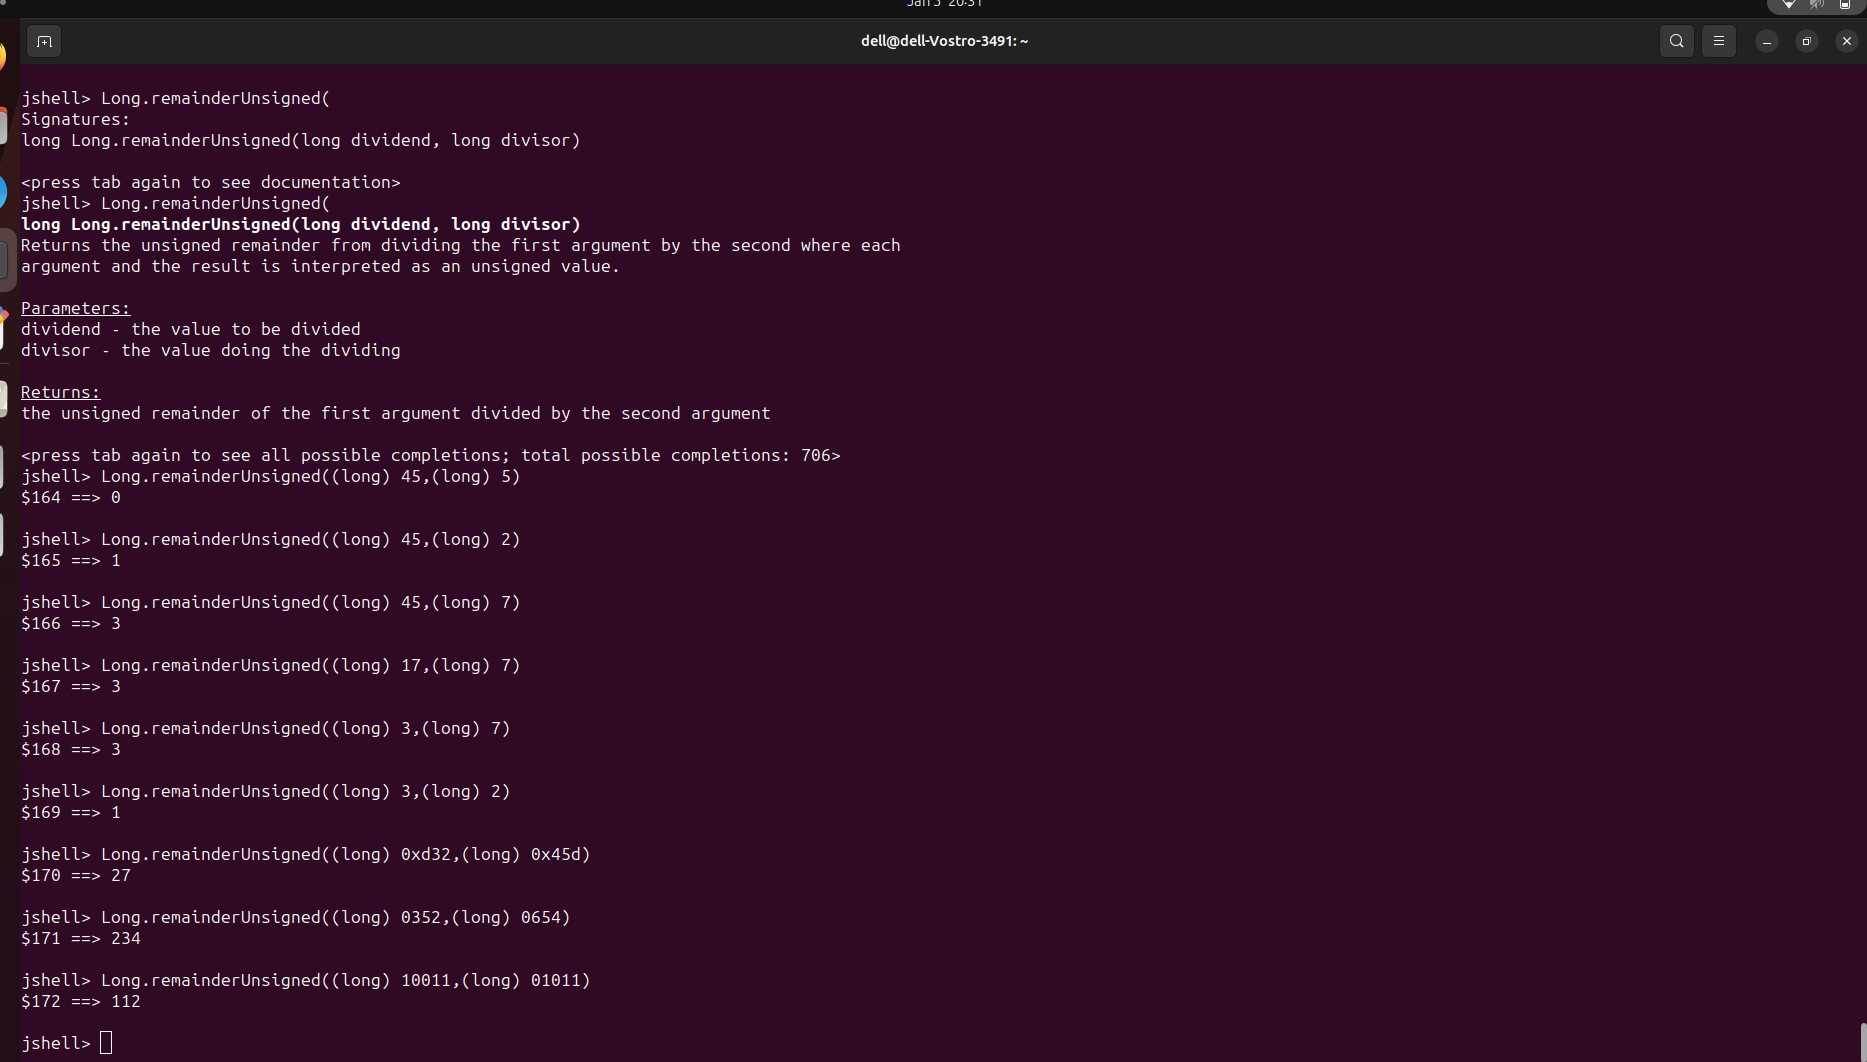 Jan 3 20:31
dell@dell-Vostro-3491: ~
jshell> Long.remainderUnsigned(
Signatures:
long Long.remainderUnsigned(long dividend, long divisor)
<press tab again to see documentation>
jshell> Long.remainderUnsigned(
long Long.remainderUnsigned(long dividend, long divisor)
Returns the unsigned remainder from dividing the first argument by the second where each
argument and the result is interpreted as an unsigned value.
Parameters:
dividend - the value to be divided
divisor - the value doing the dividing
Returns:
the unsigned remainder of the first argument divided by the second argument
<press tab again to see all possible completions; total possible completions: 706>
jshell> Long.remainderUnsigned((long) 45,(long) 5)
$164 ==> 0
jshell> Long.remainderUnsigned((long) 45,(long) 2)
$165 ==> 1
jshell> Long.remainderUnsigned((long) 45,(long) 7)
$166 ==> 3
jshell> Long.remainderUnsigned((long) 17,(long) 7)
$167 ==> 3
jshell> Long.remainderUnsigned((long) 3,(long) 7)
$168 ==> 3
jshell> Long.remainderUnsigned((long) 3,(long) 2)
$169 ==> 1
jshell> Long.remainderUnsigned((long) 0xd32,(long) 0x45d)
$170 ==> 27
jshell> Long.remainderUnsigned((long) 0352,(long) 0654)
$171 ==> 234
jshell> Long.remainderUnsigned((long) 10011,(long) 01011)
$172 ==> 112
jshell>